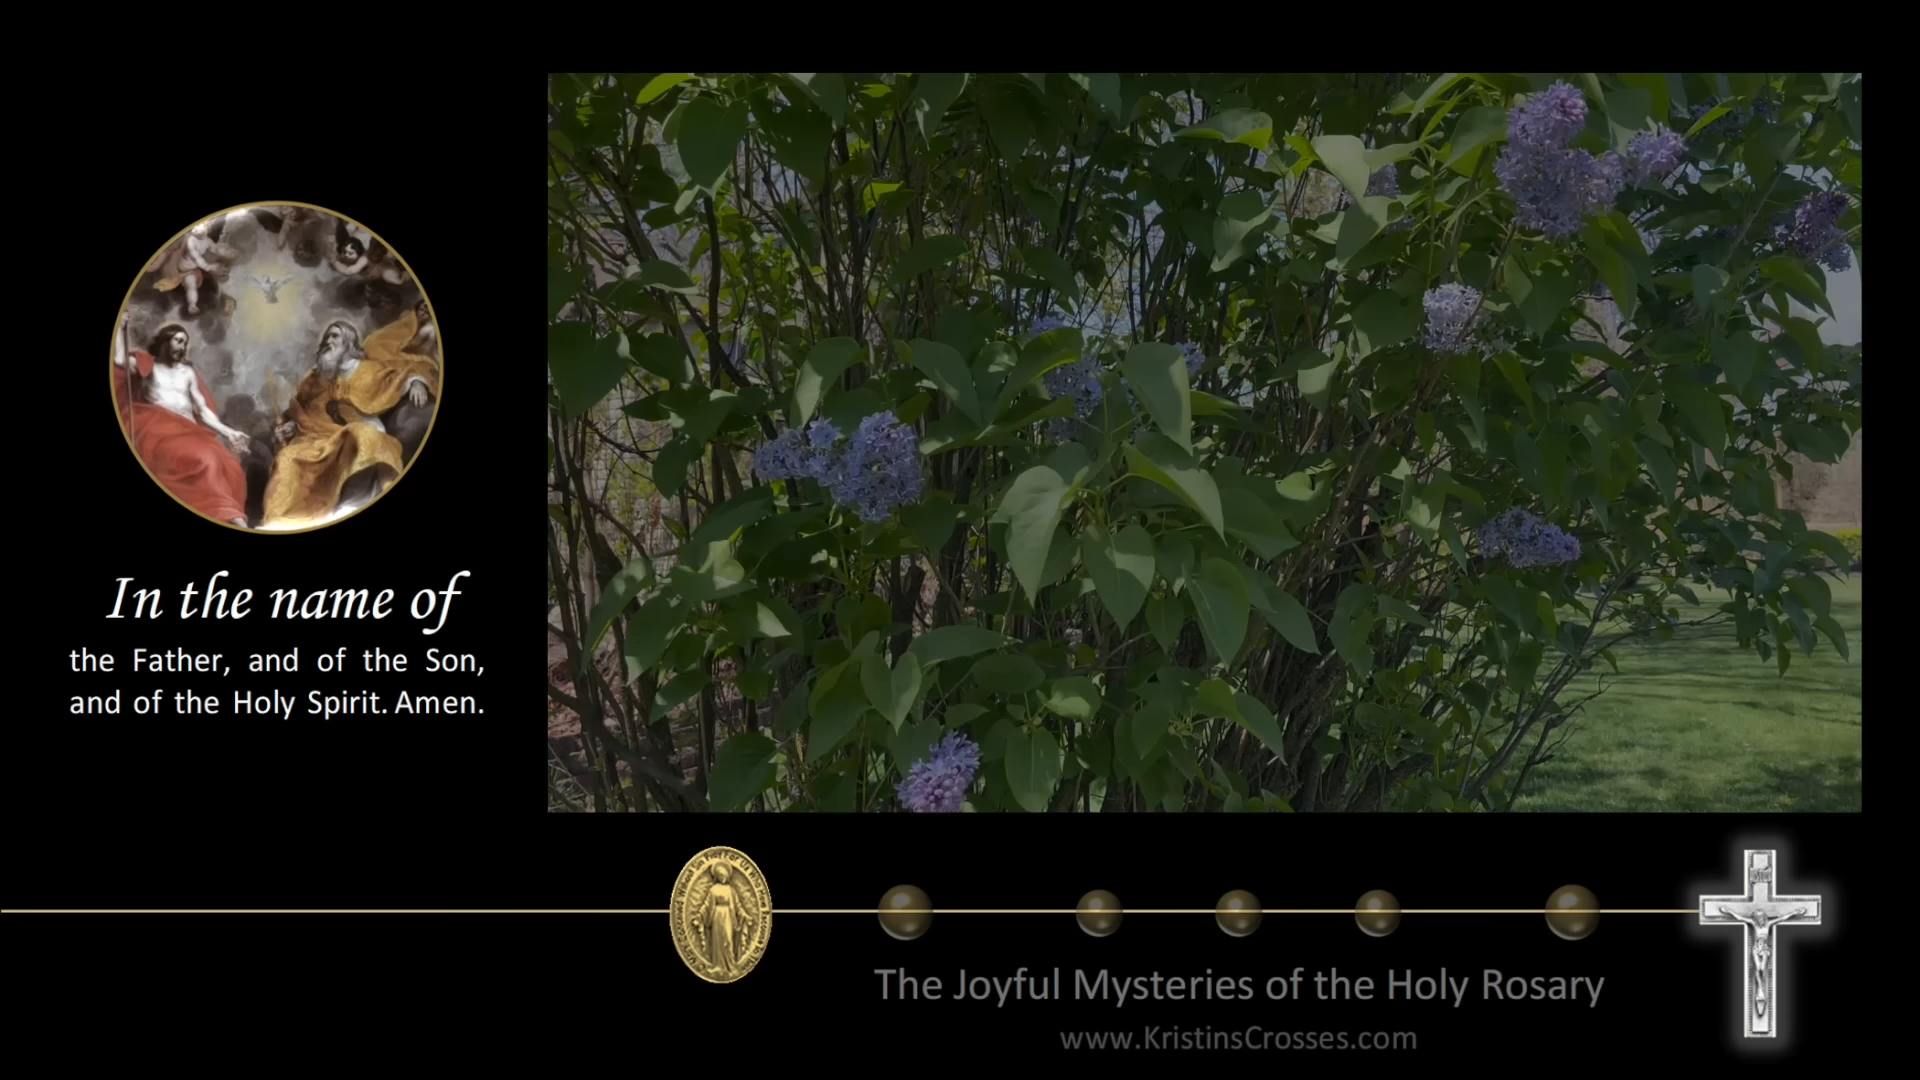 In the name of
the Father, and of the Son,
and of the Holy Spirit. Amen.
The Joyful Mysteries of the Holy Rosary
www.KristinsCrosses.com